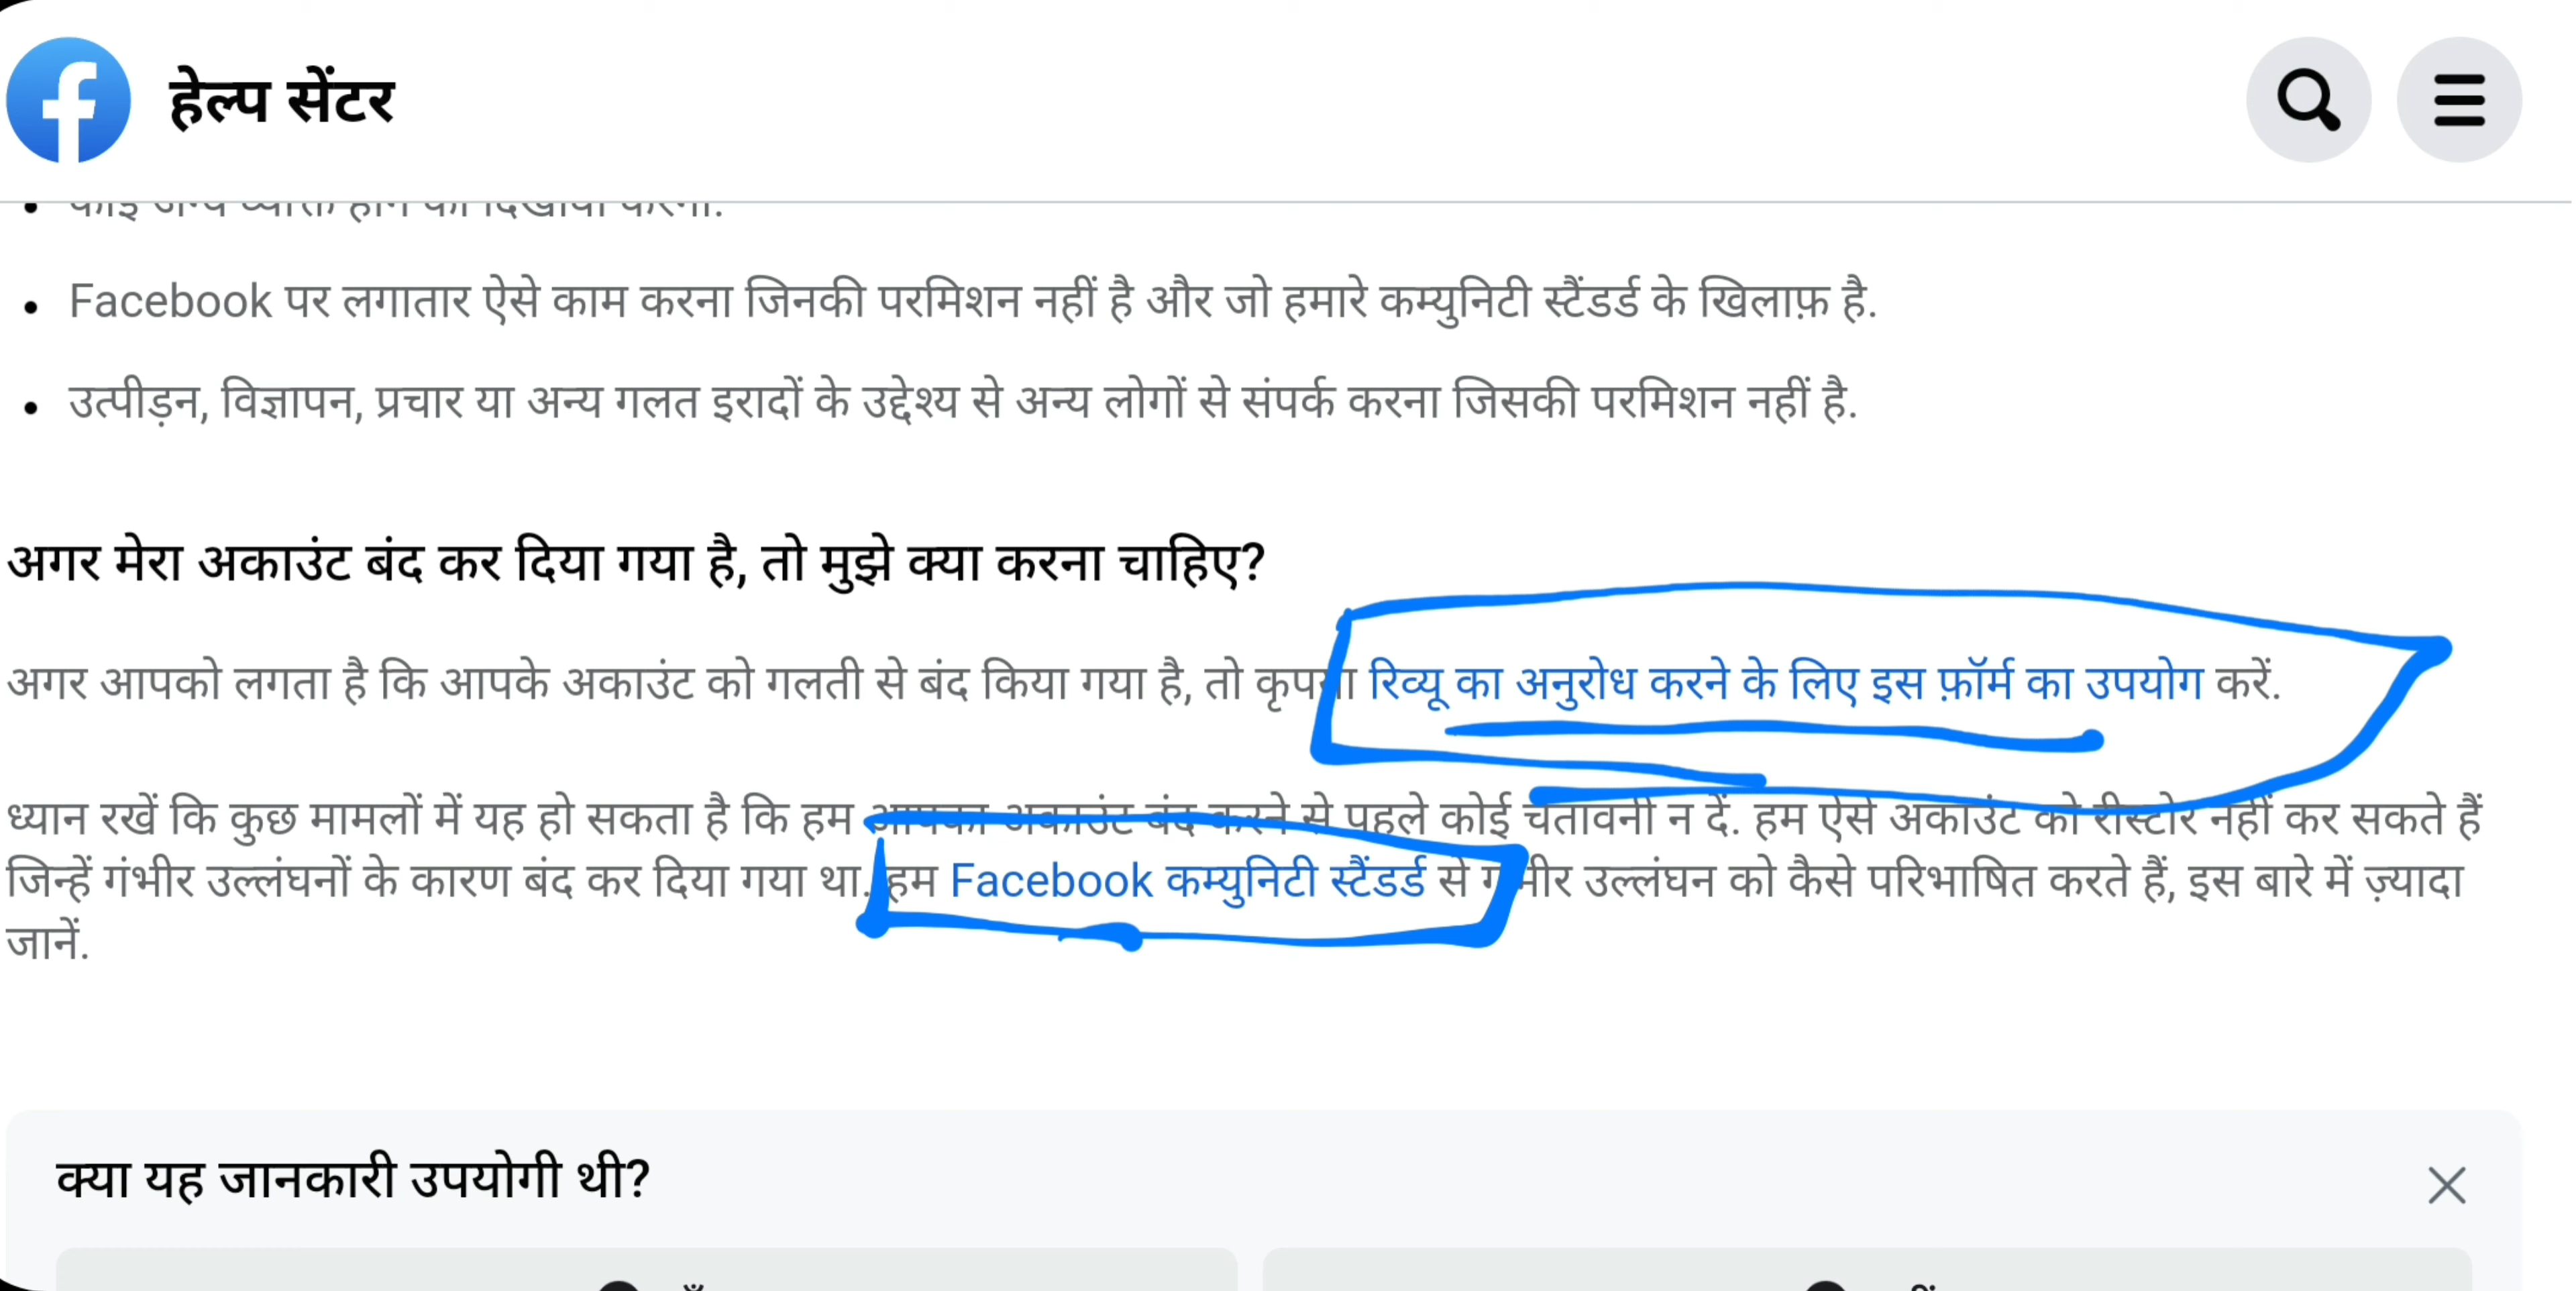 हेल्प सेंटर
Facebook पर लगातार ऐसे काम करना जिनकी परमिशन नहीं है और जो हमारे कम्युनिटी स्टैंडर्ड के खिलाफ़ है.
उत्पीड़न, विज्ञापन, प्रचार या अन्य गलत इरादों के उद्देश्य से अन्य लोगों से संपर्क करना जिसकी परमिशन नहीं है.
अगर मेरा अकाउंट बंद कर दिया गया है, तो मुझे क्या करना चाहिए?
अगर आपको लगता है कि आपके अकाउंट को गलती से बंद किया गया है, तो कृपया रिव्यू का अनुरोध करने के लिए इस फ़ॉर्म का उपयोग करें.
ध्यान रखें कि कुछ मामलों में यह हो सकता है कि हम आपका अकाउंट बंद करने से पहले कोई चेतावनी न दें. हम ऐसे अकाउंट को रीस्टोर नहीं कर सकते हैं
जिन्हें गंभीर उल्लंघनों के कारण बंद कर दिया गया था. हम Facebook कम्युनिटी स्टैंडर्ड से गंभीर उल्लंघन को कैसे परिभाषित करते हैं, इस बारे में ज़्यादा
जानें.
क्या यह जानकारी उपयोगी थी?